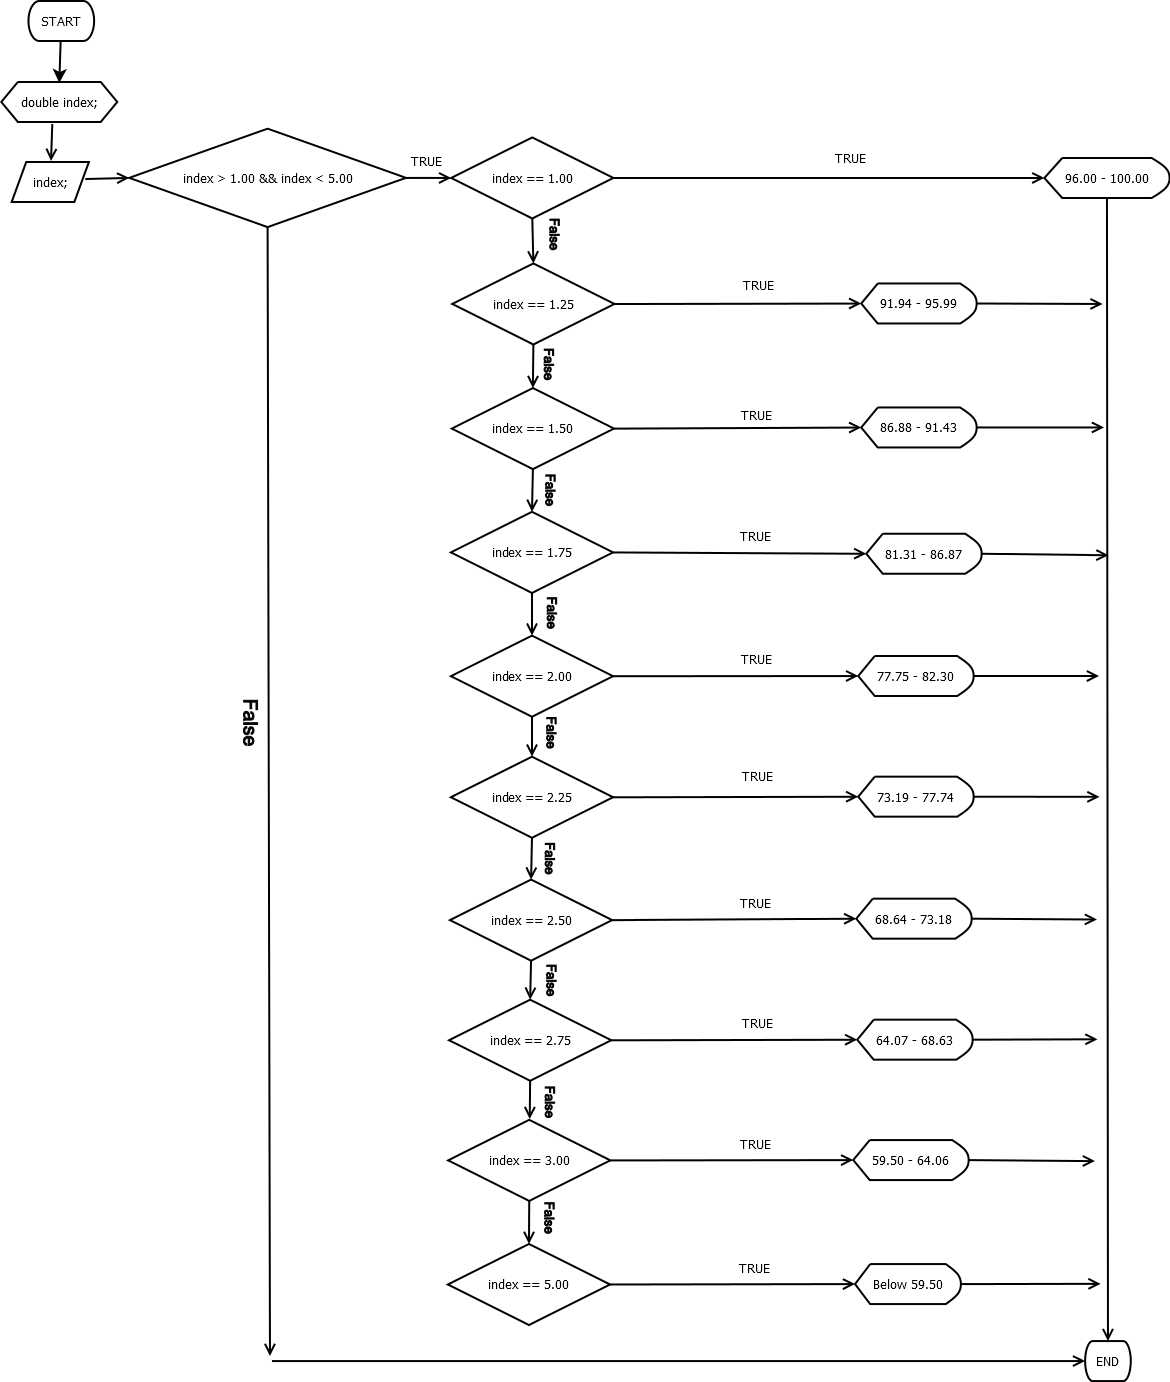 START
double index;
index;
index > 1.00 && index < 5.00
TRUE
index == 1.00
TRUE
96.00 - 100.00
False
index == 1.25
TRUE
91.94 - 95.99
False
index == 1.50
TRUE
86.88 - 91.43
False
index == 1.75
TRUE
81.31 - 86.87
False
index == 2.00
TRUE
77.75 - 82.30
False
False
index == 2.25
TRUE
73.19 - 77.74
False
index == 2.50
TRUE
68.64 - 73.18
False
index == 2.75
TRUE
64.07 - 68.63
False
index == 3.00
TRUE
59.50 - 64.06
False
index == 5.00
TRUE
Below 59.50
END